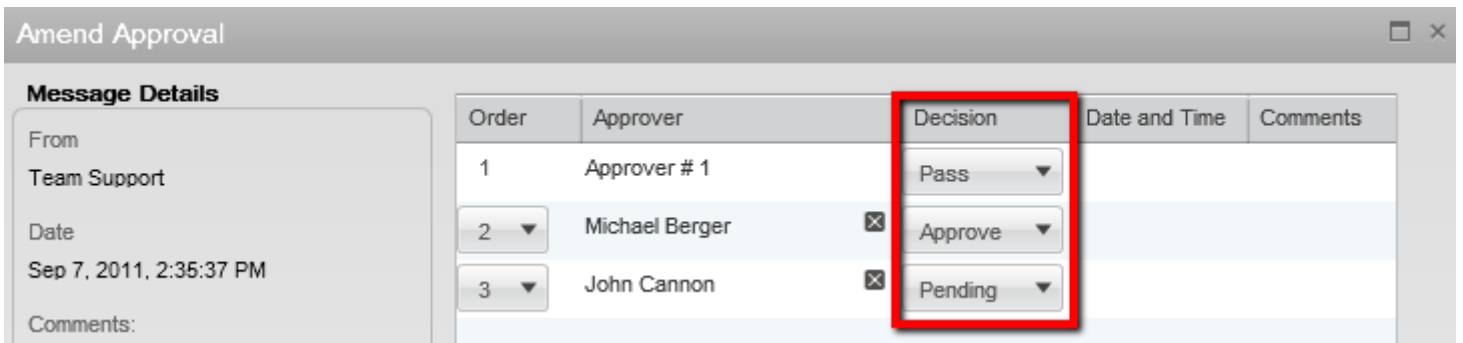 Amend Approval
Message Details
From
Team Support
Date
Sep 7, 2011, 2:35:37 PM
Comments:
Order Approver Decision Date and Time Comments
1 Approver # 1 Pass
2 Michael Berger Approve
3 John Cannon Pending